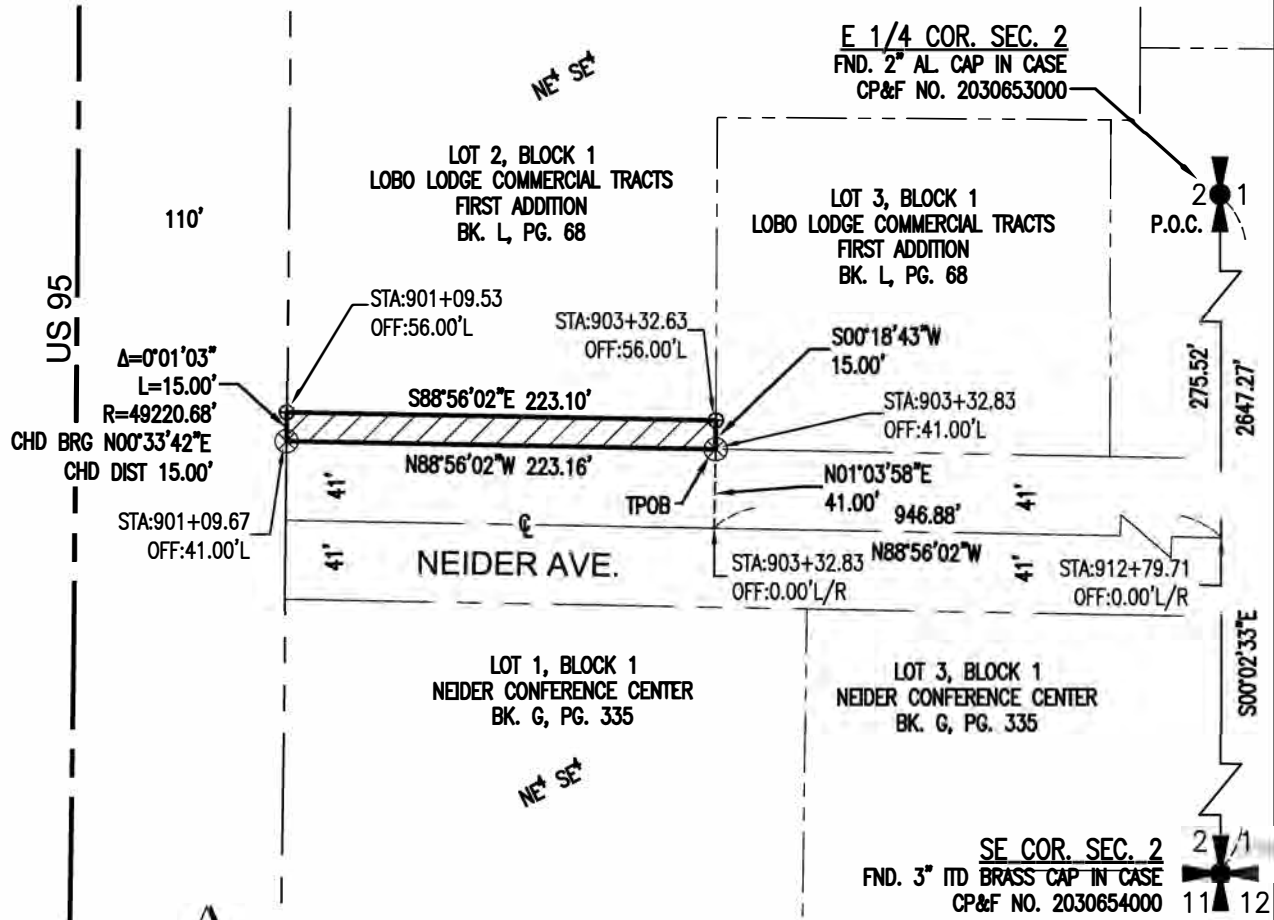 E 1/4 COR. SEC. 2
FND. 2" AL. CAP IN CASE
CP&F NO. 2030653000
NE⁴ SE⁴
LOT 2, BLOCK 1
LOBO LODGE COMMERCIAL TRACTS
FIRST ADDITION
BK. L, PG. 68
LOT 3, BLOCK 1
LOBO LODGE COMMERCIAL TRACTS
FIRST ADDITION
BK. L, PG. 68
2 1
P.O.C.
110'
US 95
STA:901+09.53
OFF:56.00'L
STA:903+32.63
OFF:56.00'L
S00°18'43"W
15.00'
Δ=0°01'03"
L=15.00'
R=49220.68'
CHD BRG N00°33'42"E
CHD DIST 15.00'
S88°56'02"E 223.10'
STA:903+32.83
OFF:41.00'L
275.52'
2647.27'
N88°56'02"W 223.16'
41'
TPOB
N01°03'58"E
41.00'
946.88'
41'
STA:901+09.67
OFF:41.00'L
℄
N88°56'02"W
41'
NEIDER AVE.
STA:903+32.83
OFF:0.00'L/R
41'
STA:912+79.71
OFF:0.00'L/R
S00°02'33"E
LOT 1, BLOCK 1
NEIDER CONFERENCE CENTER
BK. G, PG. 335
LOT 3, BLOCK 1
NEIDER CONFERENCE CENTER
BK. G, PG. 335
NE⁴ SE⁴
SE COR. SEC. 2
FND. 3" ITD BRASS CAP IN CASE
CP&F NO. 2030654000
2 1
11 12